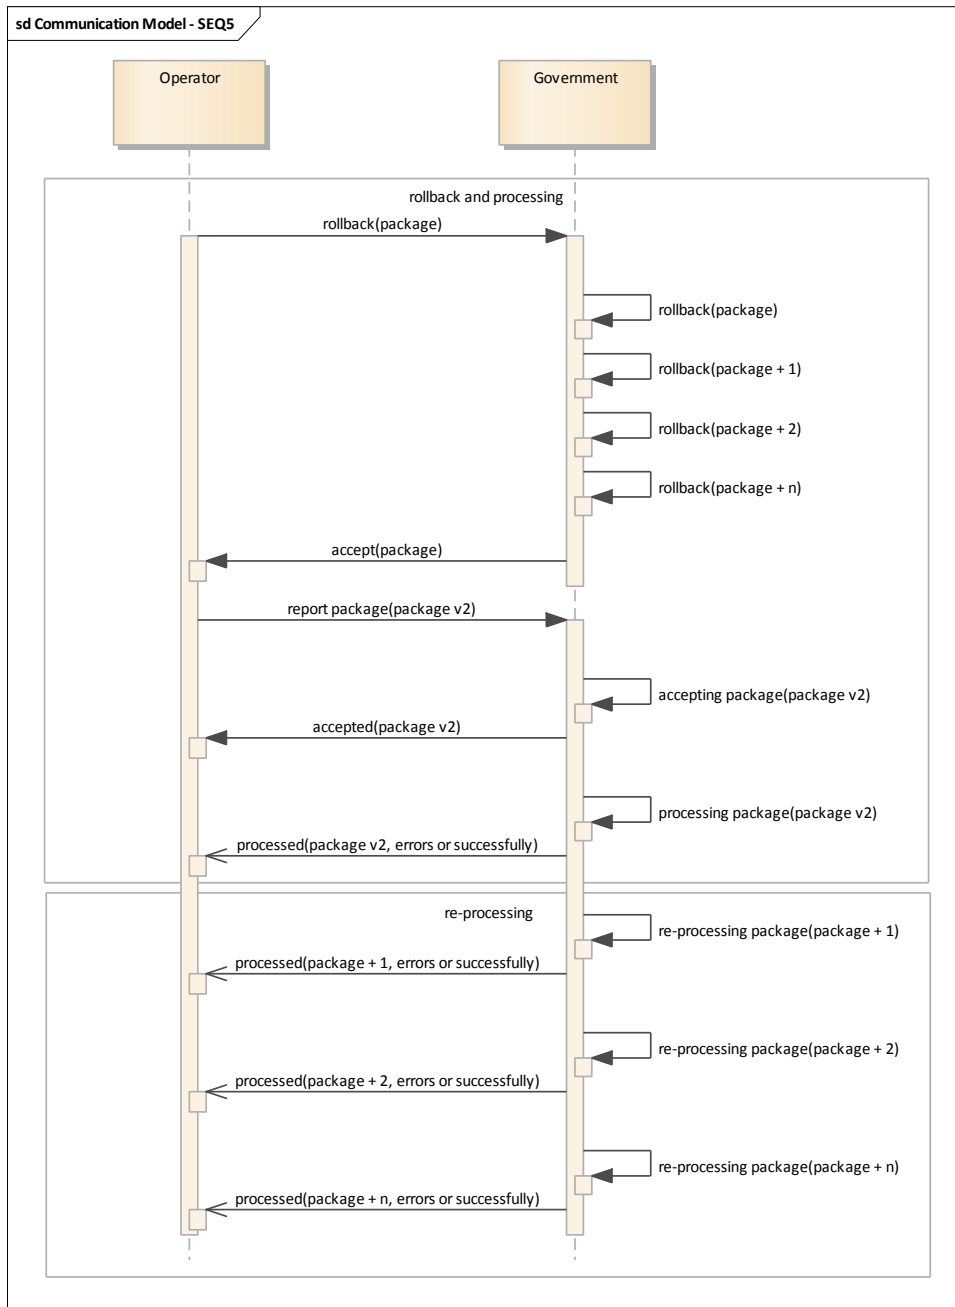 sd Communication Model - SEQ5
Operator
Government
rollback and processing
rollback(package)
rollback(package)
rollback(package + 1)
rollback(package + 2)
rollback(package + n)
accept(package)
report package(package v2)
accepting package(package v2)
accepted(package v2)
processing package(package v2)
processed(package v2, errors or successfully)
re-processing
re-processing package(package + 1)
processed(package + 1, errors or successfully)
re-processing package(package + 2)
processed(package + 2, errors or successfully)
re-processing package(package + n)
processed(package + n, errors or successfully)